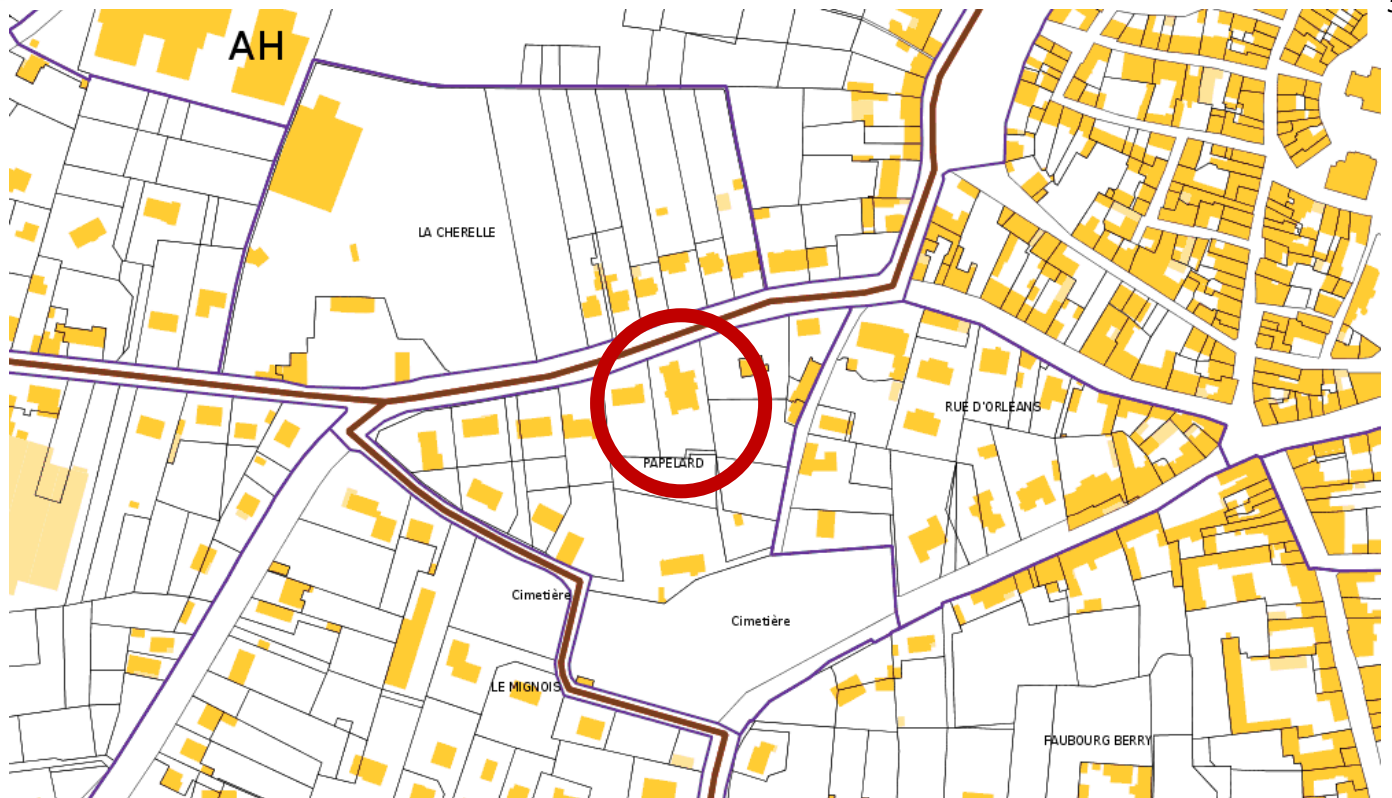 AH
LA CHERELLE
RUE D'ORLEANS
PAPELARD
Cimetière
Cimetière
LE MIGNOIS
FAUBOURG BERRY